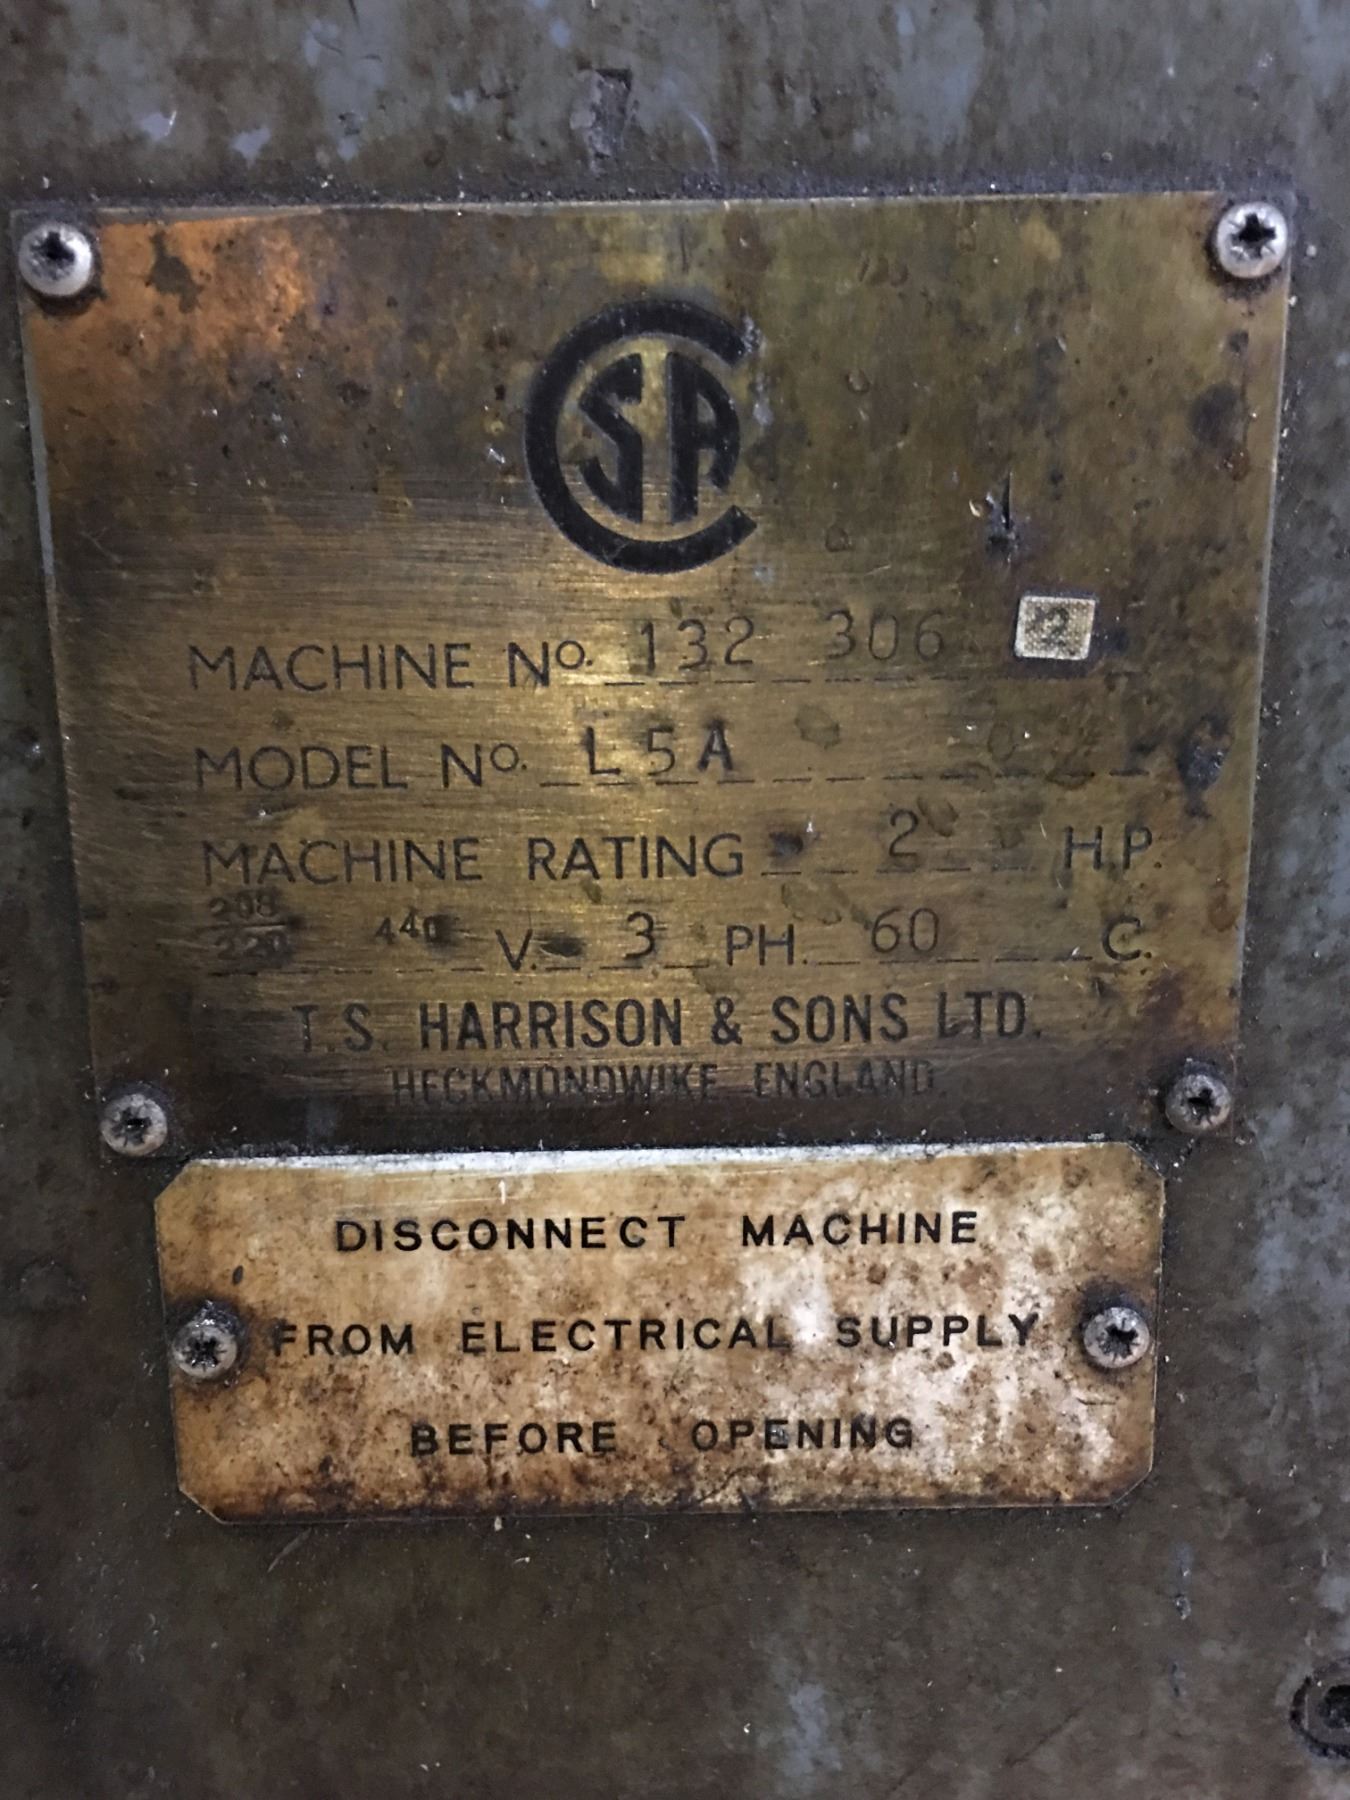 CSA
MACHINE No. 132 306 2
MODEL No. L5A
MACHINE RATING 2 H.P.
208
220 440 V. 3 PH. 60 C.
T.S. HARRISON & SONS LTD.
HECKMONDWIKE ENGLAND.
DISCONNECT MACHINE
FROM ELECTRICAL SUPPLY
BEFORE OPENING